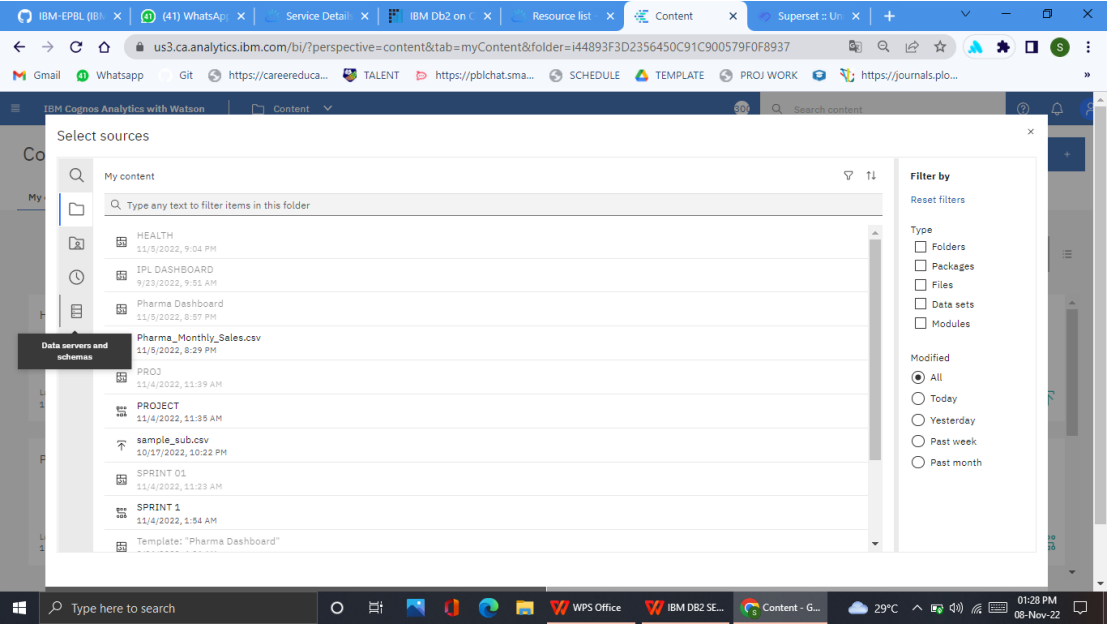 IBM-EPBL (IBM
(41) WhatsApp
Service Details
IBM Db2 on C
Resource list
Content
Superset :: Un
us3.ca.analytics.ibm.com/bi/?perspective=content&tab=myContent&folder=i44893F3D2356450C91C900579F0F8937
S
Gmail
Whatsapp
Git
https://careereduca...
TALENT
https://pblchat.sma...
SCHEDULE
TEMPLATE
PROJ WORK
https://journals.plo...
»
IBM Cognos Analytics with Watson
Content
Search content
Co
My
Select sources
My content
Type any text to filter items in this folder
HEALTH
11/5/2022, 9:04 PM
IPL DASHBOARD
9/23/2022, 9:51 AM
Pharma Dashboard
11/5/2022, 8:57 PM
Pharma_Monthly_Sales.csv
11/5/2022, 8:29 PM
PROJ
11/4/2022, 11:39 AM
PROJECT
11/4/2022, 11:35 AM
sample_sub.csv
10/17/2022, 10:22 PM
SPRINT 01
11/4/2022, 11:23 AM
SPRINT 1
11/4/2022, 1:54 AM
Template: "Pharma Dashboard"
Data servers and
schemas
Filter by
Reset filters
Type
Folders
Packages
Files
Data sets
Modules
Modified
All
Today
Yesterday
Past week
Past month
Type here to search
WPS Office
IBM DB2 SE...
Content - G...
29°C
01:28 PM
08-Nov-22